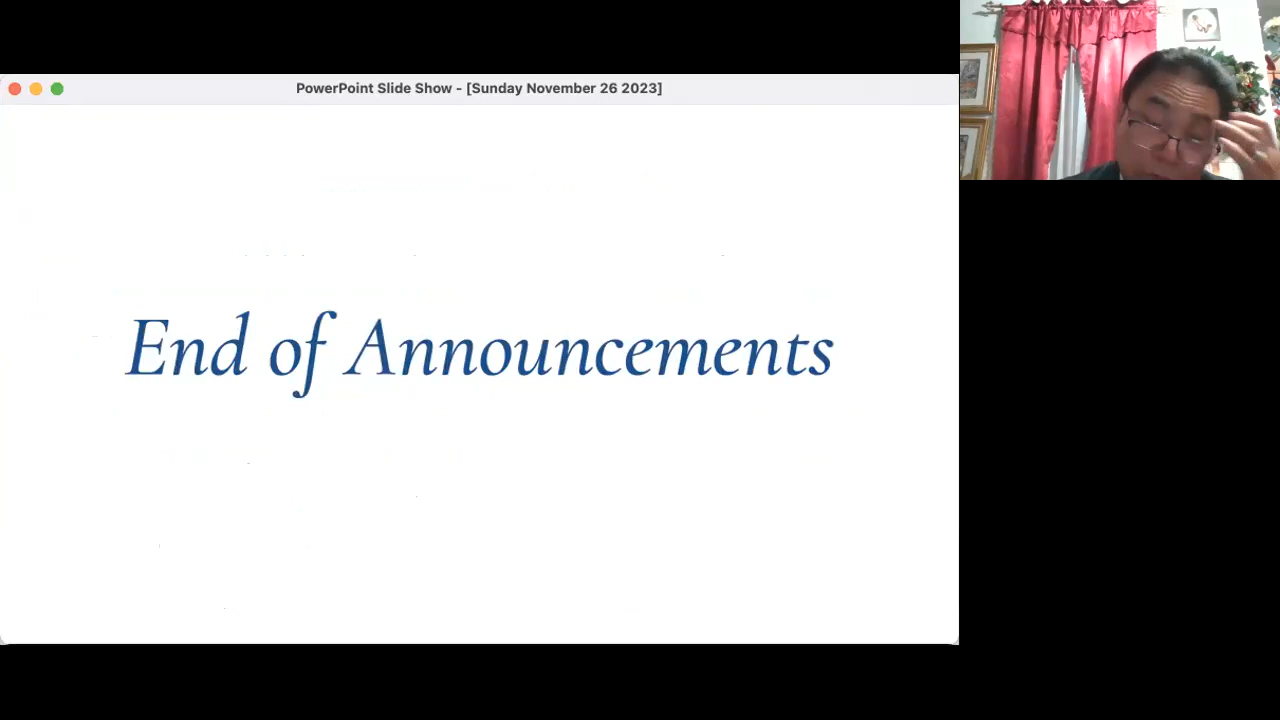 PowerPoint Slide Show - [Sunday November 26 2023]
End of Announcements